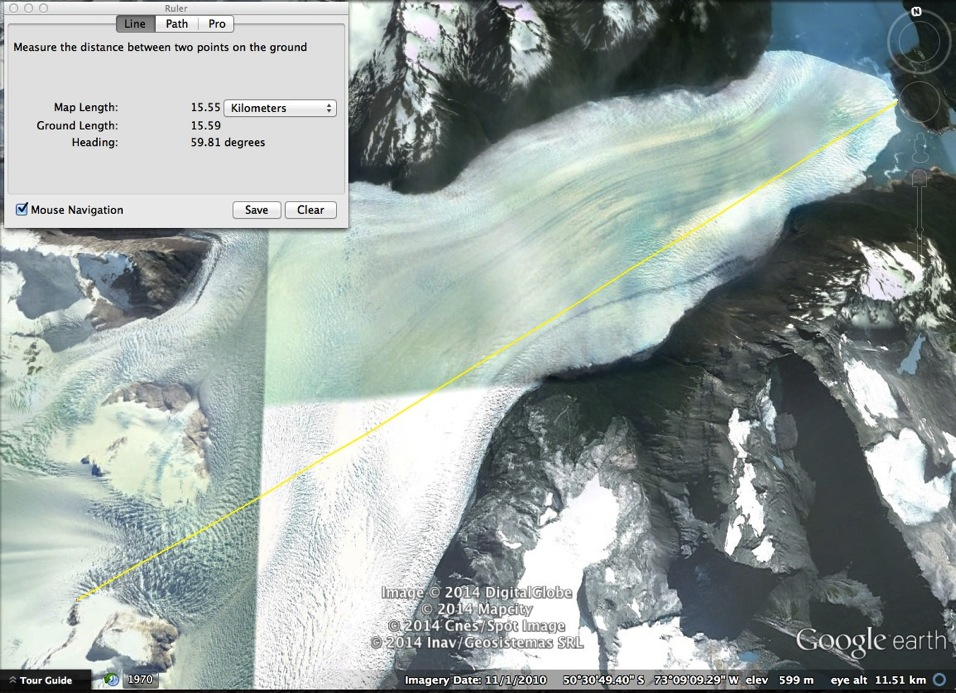 Ruler
Line Path Pro
Measure the distance between two points on the ground
Map Length: 15.55 Kilometers
Ground Length: 15.59
Heading: 59.81 degrees
Mouse Navigation Save Clear
N
Image © 2014 DigitalGlobe
© 2014 Mapcity
© 2014 Cnes/Spot Image
© 2014 Inav/Geosistemas SRL
Google earth
Tour Guide 1970 Imagery Date: 11/1/2010 50°30'49.40" S 73°09'09.29" W elev 599 m eye alt 11.51 km